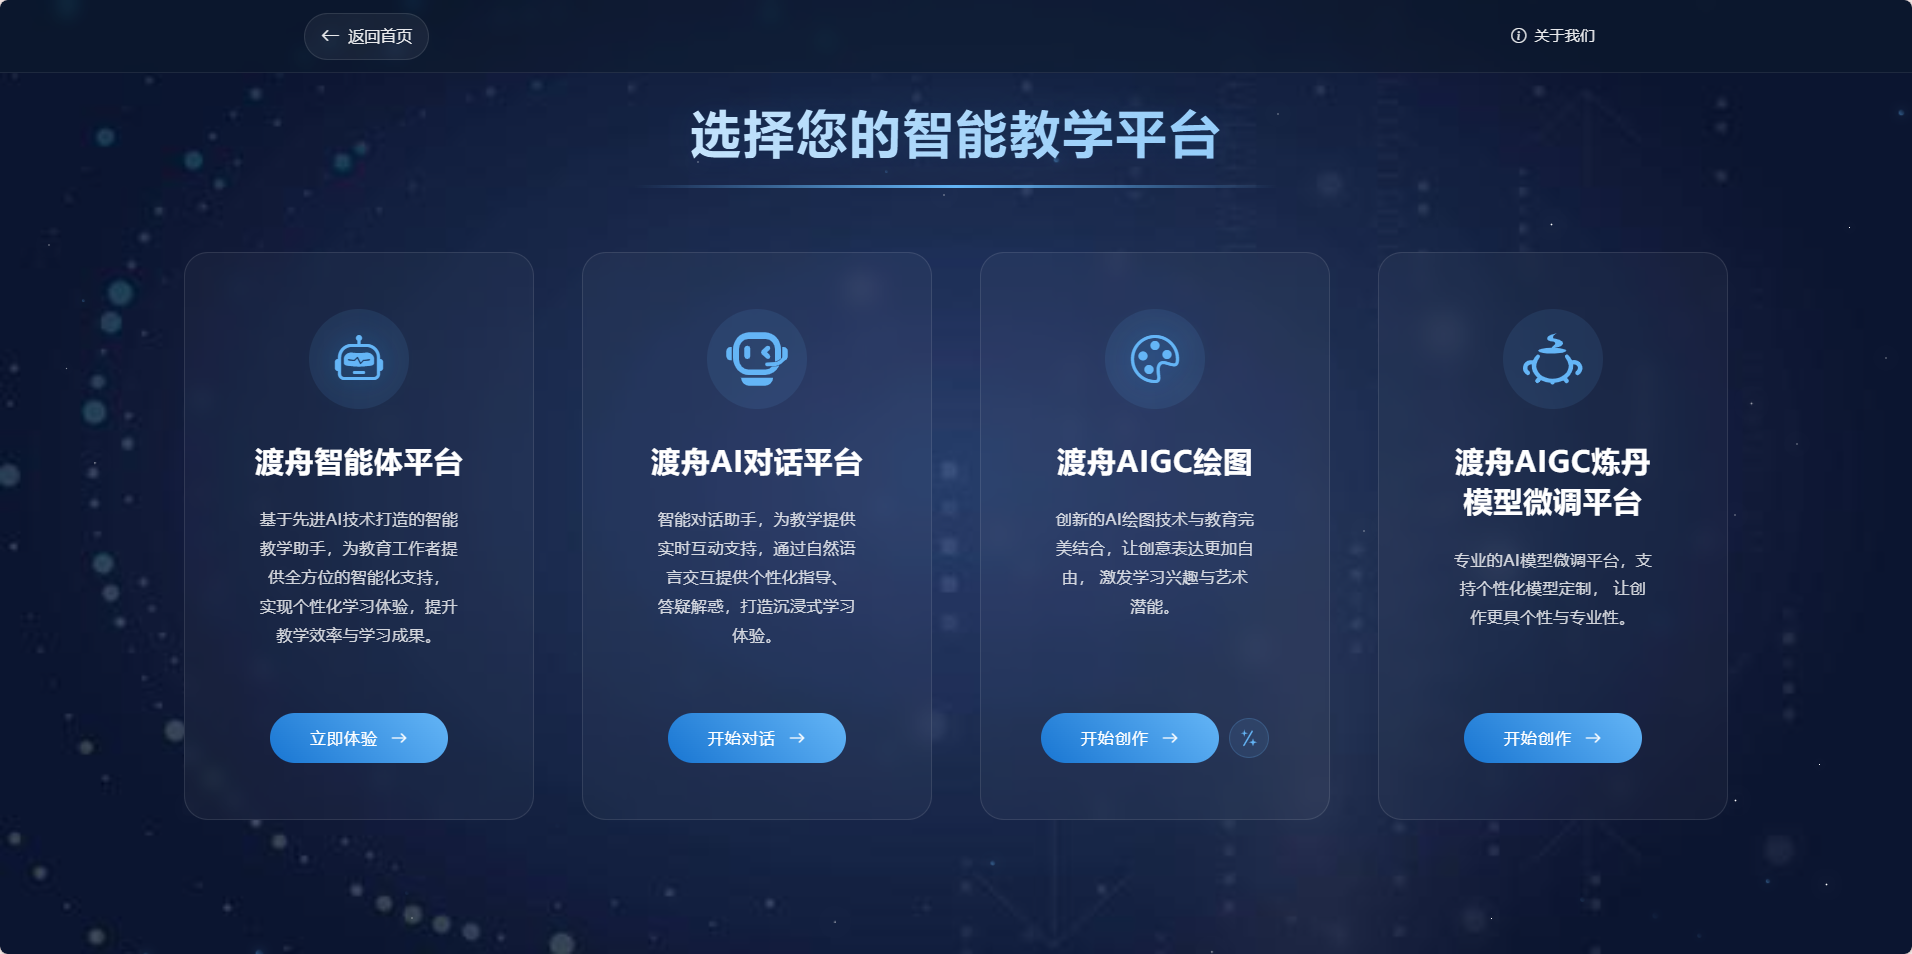 返回首页
关于我们
选择您的智能教学平台
渡舟智能体平台
基于先进AI技术打造的智能
教学助手，为教育工作者提
供全方位的智能化支持，
实现个性化学习体验，提升
教学效率与学习成果。
立即体验
渡舟AI对话平台
智能对话助手，为教学提供
实时互动支持，通过自然语
言交互提供个性化指导、
答疑解惑，打造沉浸式学习
体验。
开始对话
渡舟AIGC绘图
创新的AI绘图技术与教育完
美结合，让创意表达更加自
由， 激发学习兴趣与艺术
潜能。
开始创作
渡舟AIGC炼丹
模型微调平台
专业的AI模型微调平台，支
持个性化模型定制， 让创
作更具个性与专业性。
开始创作